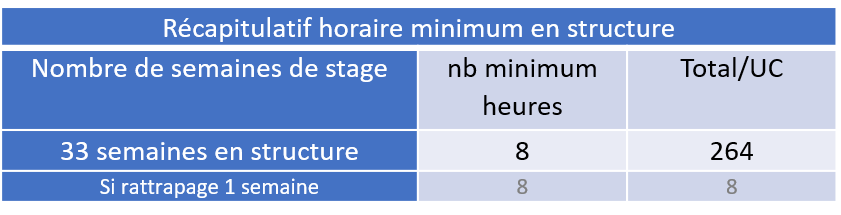 Récapitulatif horaire minimum en structure
Nombre de semaines de stage nb minimum heures Total/UC
33 semaines en structure 8 264
Si rattrapage 1 semaine 8 8